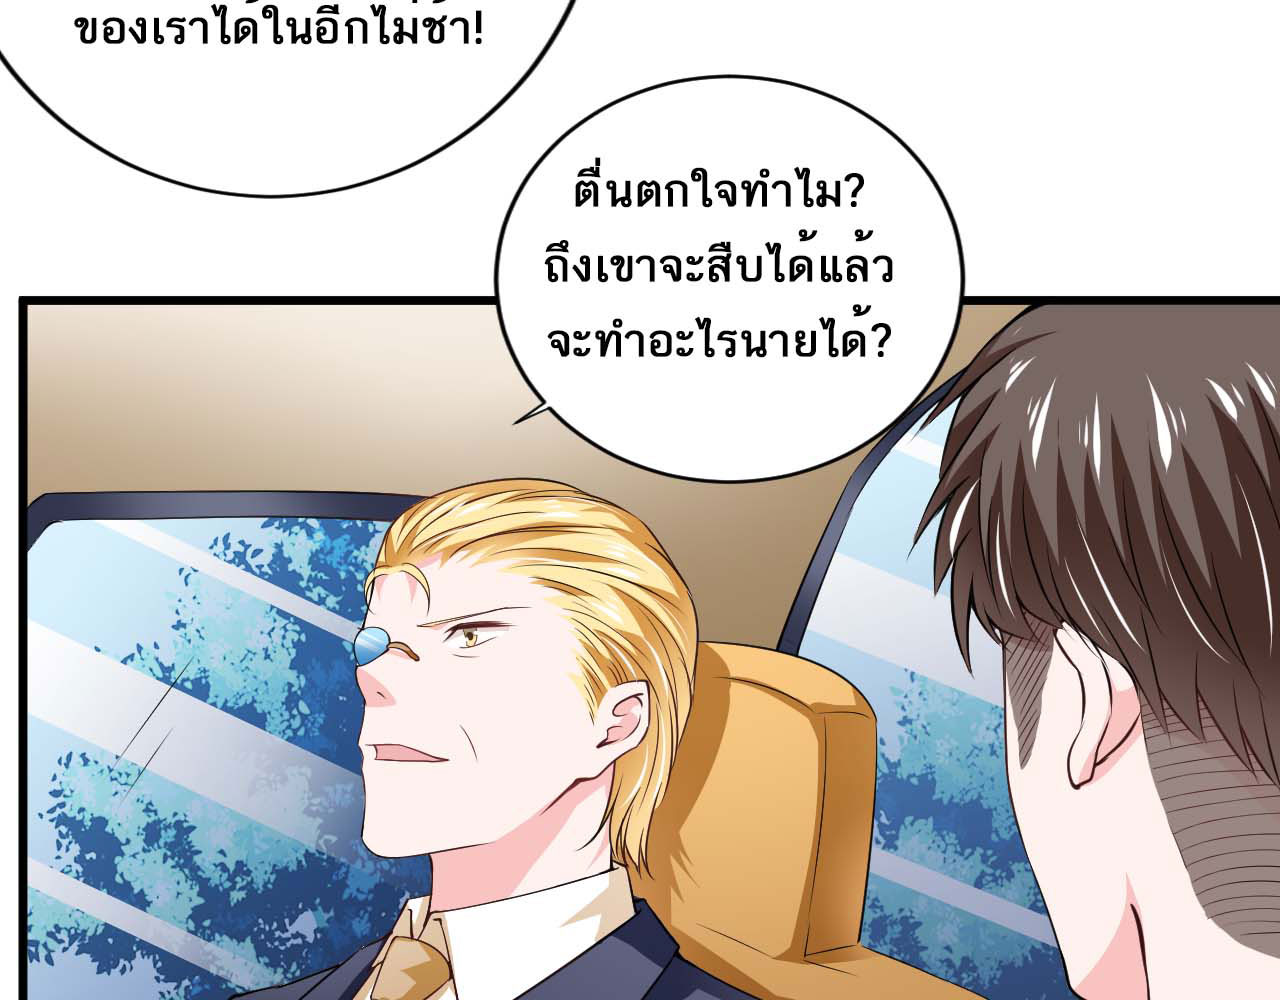 ของเราได้ในอีกไม่ช้า!
ตื่นตกใจทำไม?
ถึงเขาจะสืบได้แล้ว
จะทำอะไรนายได้?